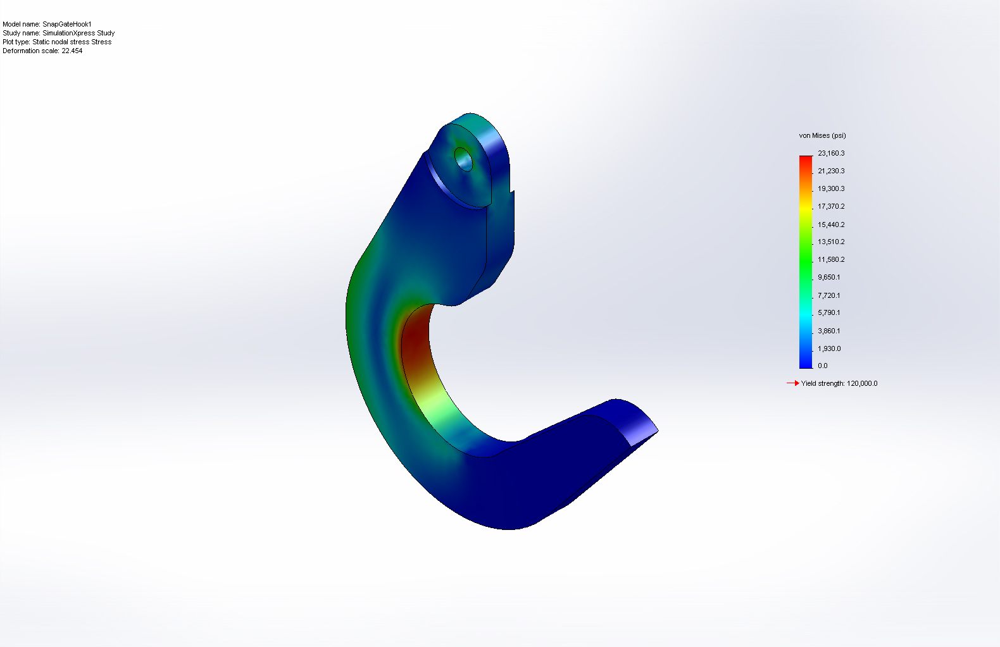 Model name: SnapGateHook1
Study name: SimulationXpress Study
Plot type: Static nodal stress Stress
Deformation scale: 22.454
von Mises (psi)
23,160.3
21,230.3
19,300.3
17,370.2
15,440.2
13,510.2
11,580.2
9,650.1
7,720.1
5,790.1
3,860.1
1,930.0
0.0
Yield strength: 120,000.0